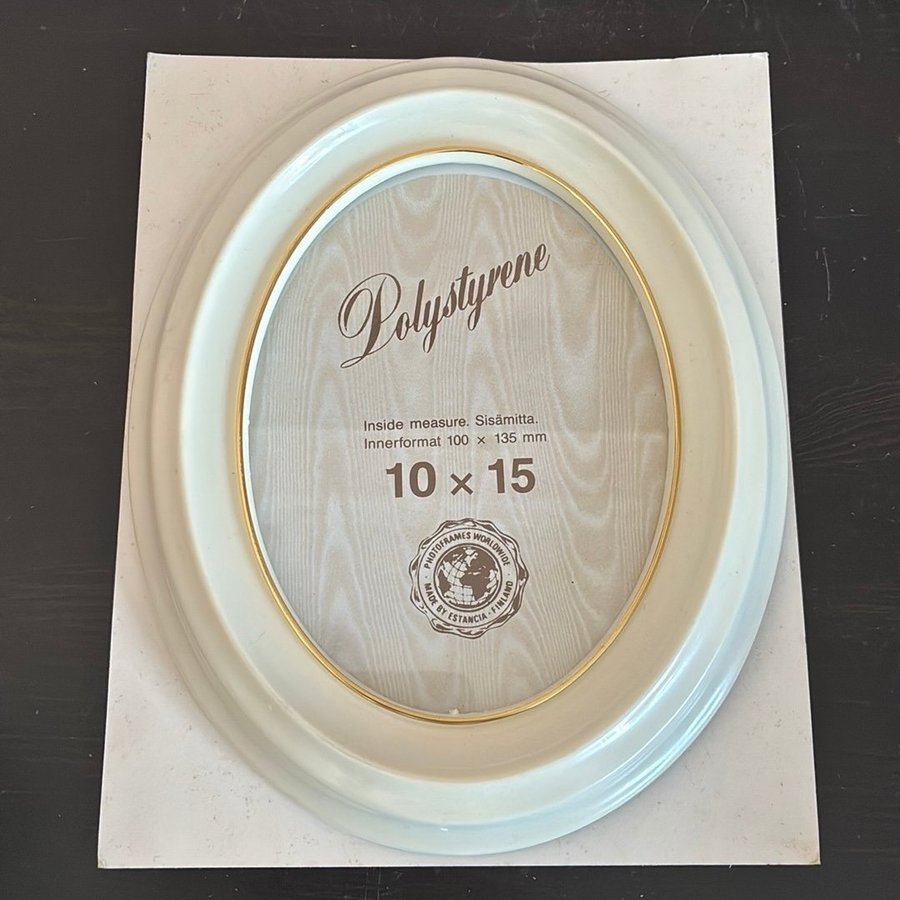 Polystyrene
Inside measure. Sisämitta.
Innerformat 100 × 135 mm
10 × 15
PHOTOFRAMES WORLDWIDE
MADE BY ESTANCIA · FINLAND